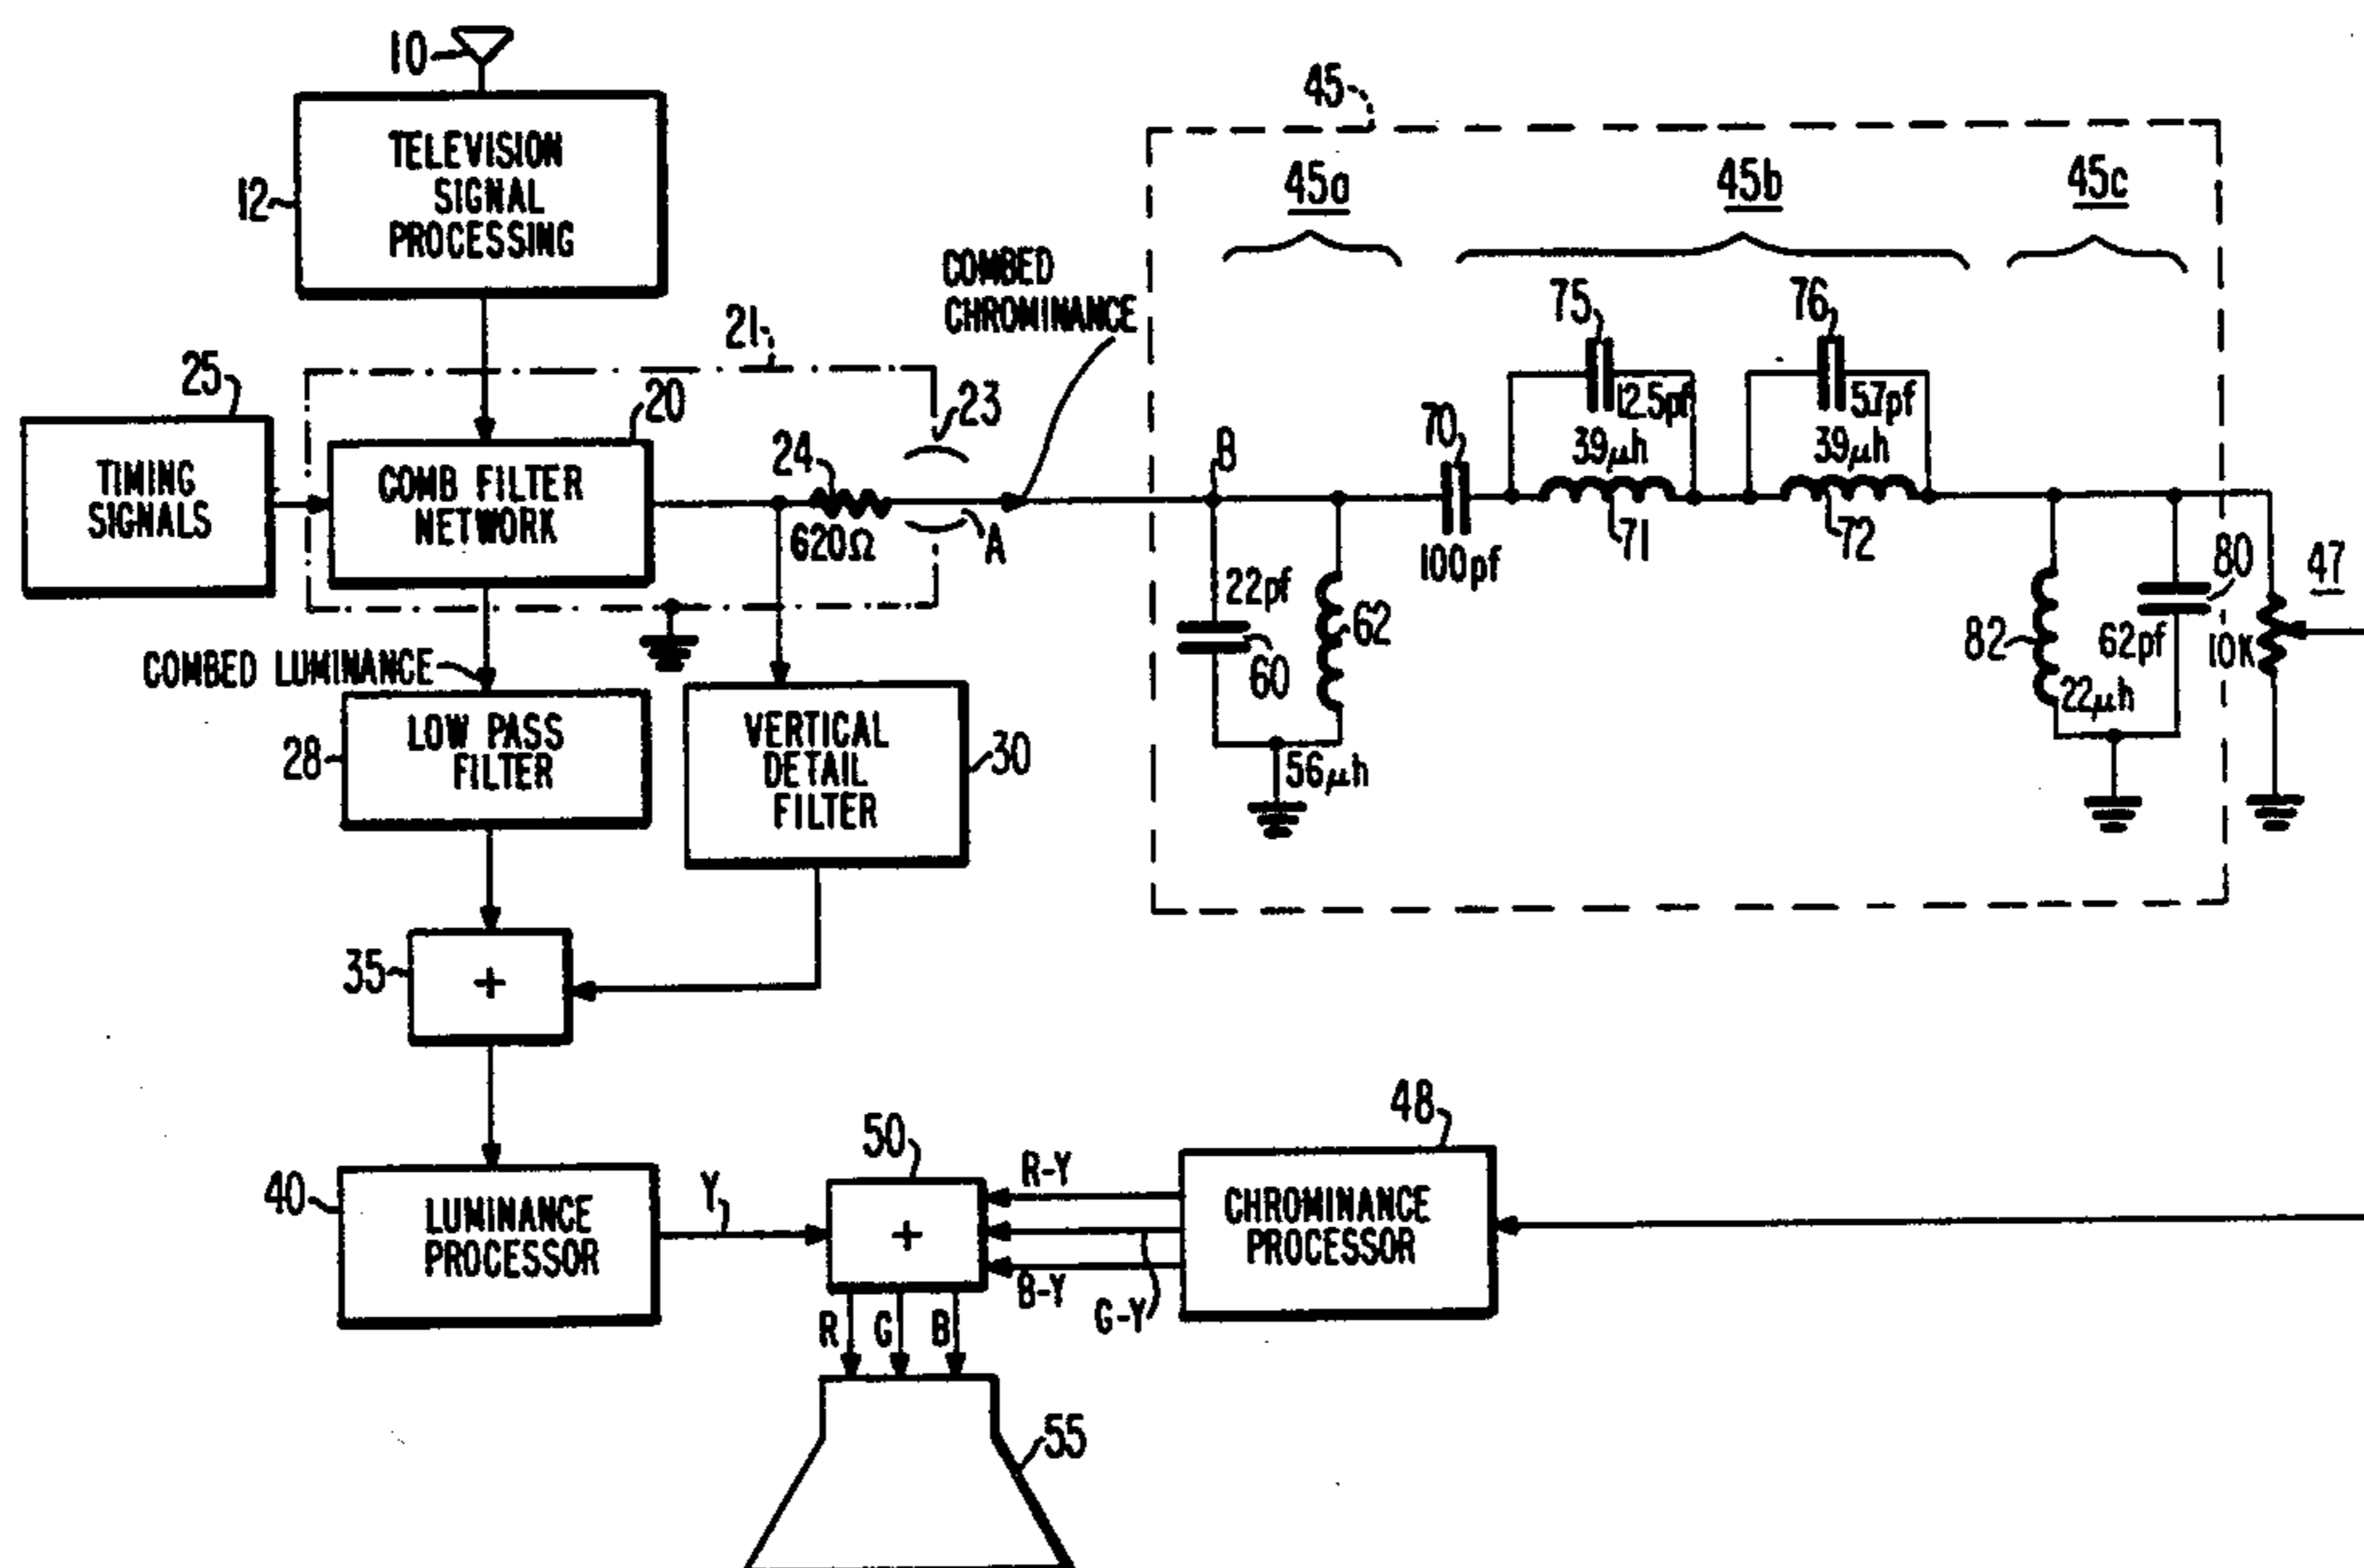 10
TELEVISION
SIGNAL
PROCESSING
12
45
45a
45b
45c
COMBED
CHROMINANCE
21
25
20
23
75
76
12.5pf
57pf
39μh
39μh
TIMING
SIGNALS
COMB FILTER
NETWORK
24
620Ω
A
B
70
100pf
71
72
22pf
60
62
56μh
82
22μh
62pf
80
10K
47
COMBED LUMINANCE
LOW PASS
FILTER
28
VERTICAL
DETAIL
FILTER
30
35
+
40
LUMINANCE
PROCESSOR
Y
50
+
R-Y
B-Y
G-Y
48
CHROMINANCE
PROCESSOR
R G B
55